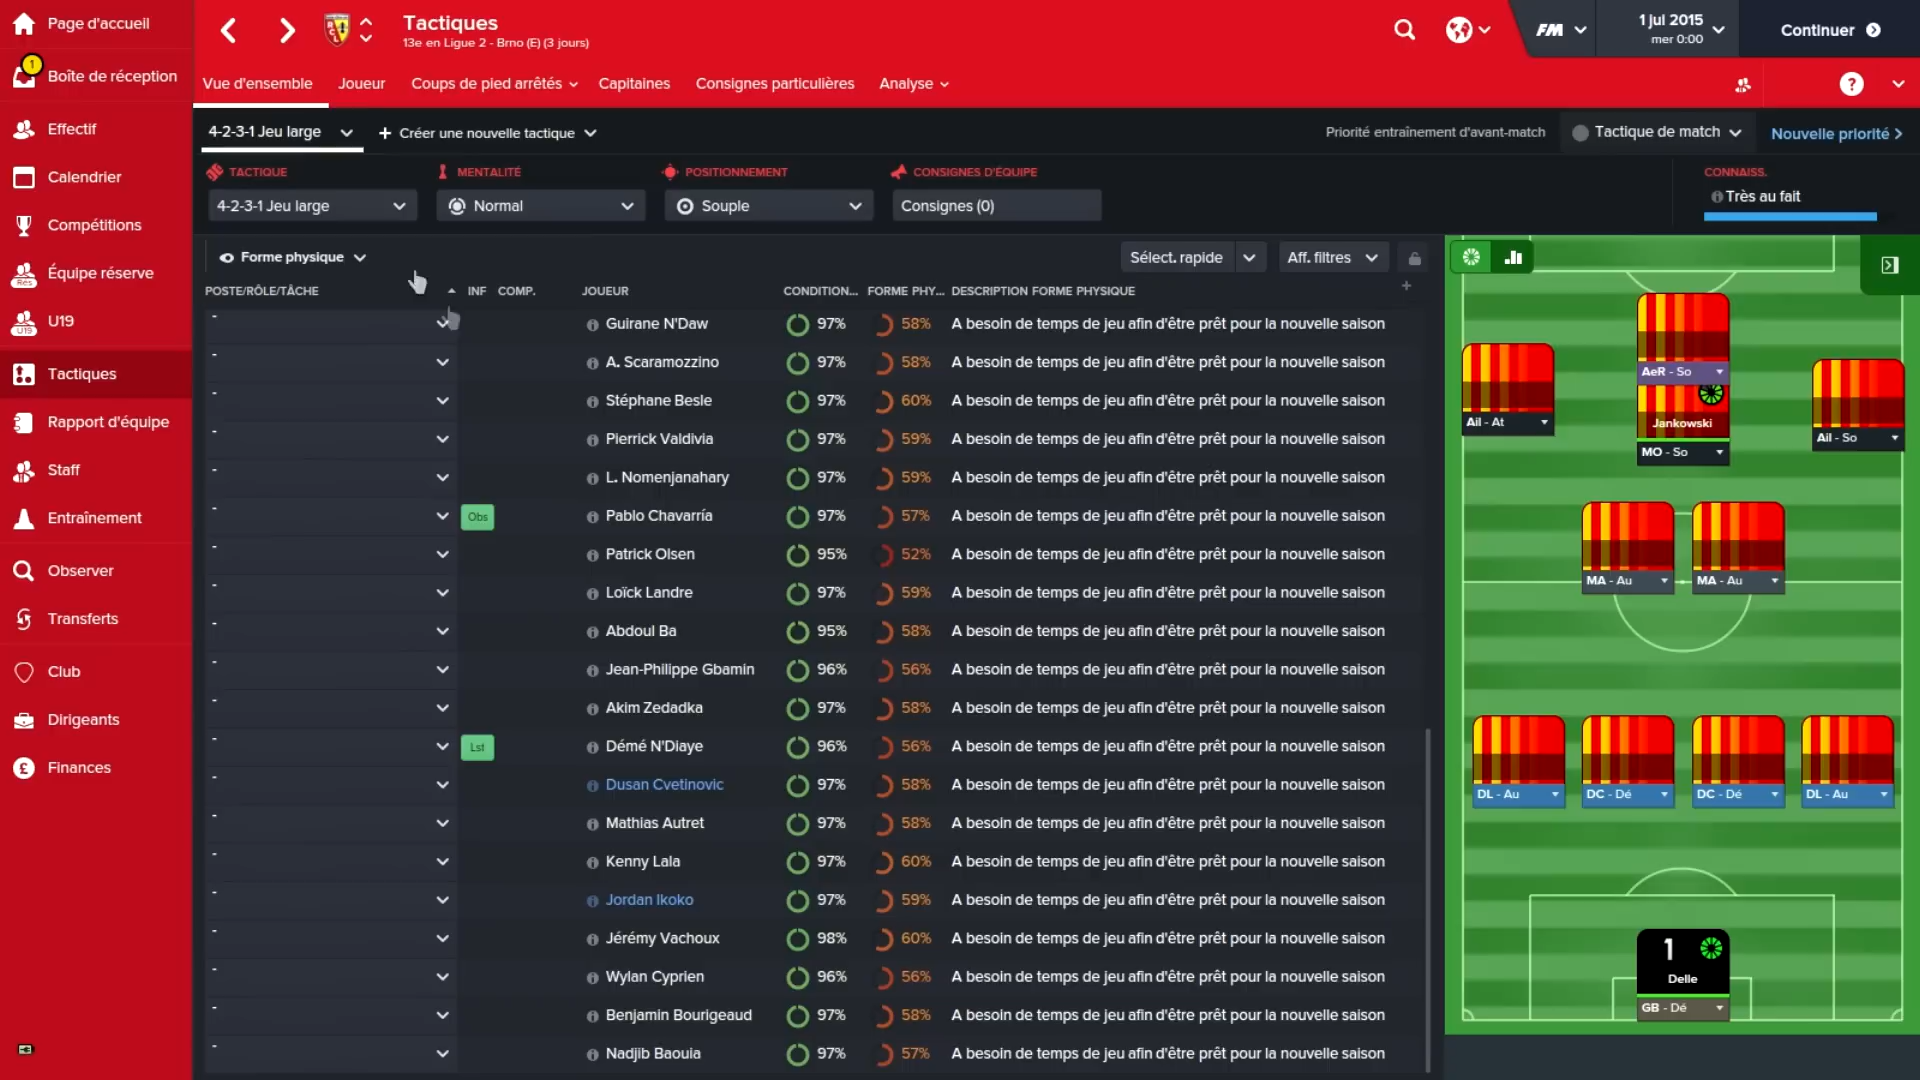 Page d'accueil
1
Boîte de réception
Effectif
Calendrier
Compétitions
Res
Équipe réserve
U19
U19
Tactiques
Rapport d'équipe
Staff
Entraînement
Observer
Transferts
Club
Dirigeants
£
Finances
Tactiques
13e en Ligue 2 - Brno (E) (3 jours)
FM
1 jul 2015
mer 0:00
Continuer
Vue d'ensemble
Joueur
Coups de pied arrêtés
Capitaines
Consignes particulières
Analyse
?
4-2-3-1 Jeu large
+ Créer une nouvelle tactique
Priorité entraînement d'avant-match
Tactique de match
Nouvelle priorité >
TACTIQUE
MENTALITÉ
POSITIONNEMENT
CONSIGNES D'ÉQUIPE
CONNAISS.
4-2-3-1 Jeu large
Normal
Souple
Consignes (0)
Très au fait
Forme physique
Sélect. rapide
Aff. filtres
POSTE/RÔLE/TÂCHE
INF
COMP.
JOUEUR
CONDITION...
FORME PHY...
DESCRIPTION FORME PHYSIQUE
+
- Guirane N'Daw 97% 58% A besoin de temps de jeu afin d'être prêt pour la nouvelle saison
- A. Scaramozzino 97% 58% A besoin de temps de jeu afin d'être prêt pour la nouvelle saison
- Stéphane Besle 97% 60% A besoin de temps de jeu afin d'être prêt pour la nouvelle saison
- Pierrick Valdivia 97% 59% A besoin de temps de jeu afin d'être prêt pour la nouvelle saison
- L. Nomenjanahary 97% 59% A besoin de temps de jeu afin d'être prêt pour la nouvelle saison
- Obs Pablo Chavarría 97% 57% A besoin de temps de jeu afin d'être prêt pour la nouvelle saison
- Patrick Olsen 95% 52% A besoin de temps de jeu afin d'être prêt pour la nouvelle saison
- Loïck Landre 97% 59% A besoin de temps de jeu afin d'être prêt pour la nouvelle saison
- Abdoul Ba 95% 58% A besoin de temps de jeu afin d'être prêt pour la nouvelle saison
- Jean-Philippe Gbamin 96% 56% A besoin de temps de jeu afin d'être prêt pour la nouvelle saison
- Akim Zedadka 97% 58% A besoin de temps de jeu afin d'être prêt pour la nouvelle saison
- Lst Démé N'Diaye 96% 56% A besoin de temps de jeu afin d'être prêt pour la nouvelle saison
- Dusan Cvetinovic 97% 58% A besoin de temps de jeu afin d'être prêt pour la nouvelle saison
- Mathias Autret 97% 58% A besoin de temps de jeu afin d'être prêt pour la nouvelle saison
- Kenny Lala 97% 60% A besoin de temps de jeu afin d'être prêt pour la nouvelle saison
- Jordan Ikoko 97% 59% A besoin de temps de jeu afin d'être prêt pour la nouvelle saison
- Jérémy Vachoux 98% 60% A besoin de temps de jeu afin d'être prêt pour la nouvelle saison
- Wylan Cyprien 96% 56% A besoin de temps de jeu afin d'être prêt pour la nouvelle saison
- Benjamin Bourigeaud 97% 58% A besoin de temps de jeu afin d'être prêt pour la nouvelle saison
- Nadjib Baouia 97% 57% A besoin de temps de jeu afin d'être prêt pour la nouvelle saison
AeR - So
Ail - At
Jankowski
Ail - So
MO - So
MA - Au
MA - Au
DL - Au
DC - Dé
DC - Dé
DL - Au
1
Delle
GB - Dé